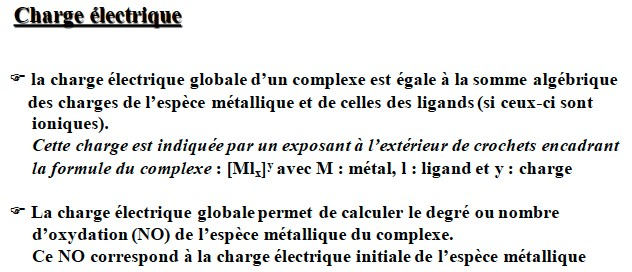 Charge électrique
☞ la charge électrique globale d'un complexe est égale à la somme algébrique
des charges de l'espèce métallique et de celles des ligands (si ceux-ci sont
ioniques).
Cette charge est indiquée par un exposant à l'extérieur de crochets encadrant
la formule du complexe : [Mlₓ]ʸ avec M : métal, l : ligand et y : charge
☞ La charge électrique globale permet de calculer le degré ou nombre
d'oxydation (NO) de l'espèce métallique du complexe.
Ce NO correspond à la charge électrique initiale de l'espèce métallique